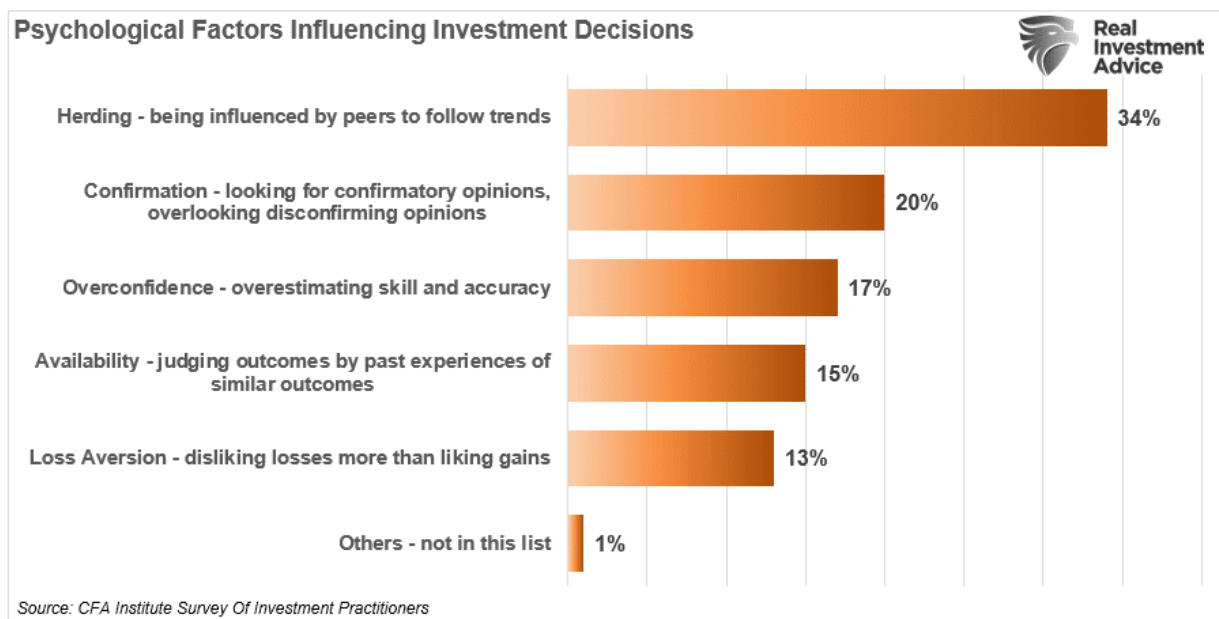 Psychological Factors Influencing Investment Decisions
Real
Investment
Advice
Herding - being influenced by peers to follow trends
34%
Confirmation - looking for confirmatory opinions,
overlooking disconfirming opinions
20%
Overconfidence - overestimating skill and accuracy
17%
Availability - judging outcomes by past experiences of
similar outcomes
15%
Loss Aversion - disliking losses more than liking gains
13%
Others - not in this list
1%
Source: CFA Institute Survey Of Investment Practitioners